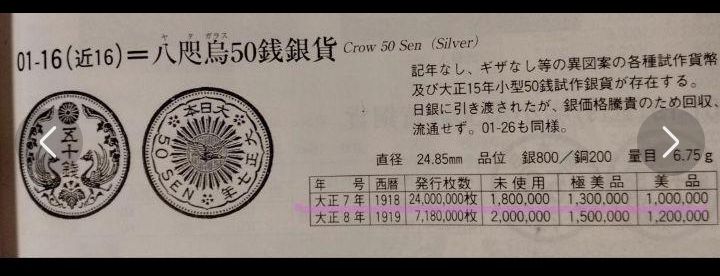 ヤタガラス
01-16(近16)＝八咫烏50銭銀貨 Crow 50 Sen (Silver)
記年なし、ギザなし等の異図案の各種試作貨幣
及び大正15年小型50銭試作銀貨が存在する。
日銀に引き渡されたが、銀価格騰貴のため回収、
流通せず。01-26も同様。
五十銭
大日本
大正七年
50 SEN
直径 24.85mm 品位 銀800／銅200 量目 6.75g
年号 西暦 発行枚数 未使用 極美品 美品
大正7年 1918 24,000,000枚 1,800,000 1,300,000 1,000,000
大正8年 1919 7,180,000枚 2,000,000 1,500,000 1,200,000